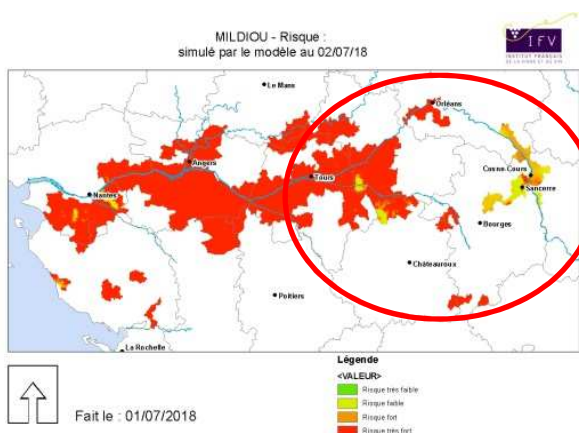 MILDIOU - Risque :
simulé par le modèle au 02/07/18
IFV
INSTITUT FRANÇAIS
DE LA VIGNE ET DU VIN
Le Mans
Orléans
Angers
Tours
Cosne-Cours
Sancerre
Nantes
Bourges
Châteauroux
Poitiers
La Rochelle
Légende
<VALEUR>
Risque très faible
Risque faible
Risque fort
Risque très fort
Fait le : 01/07/2018